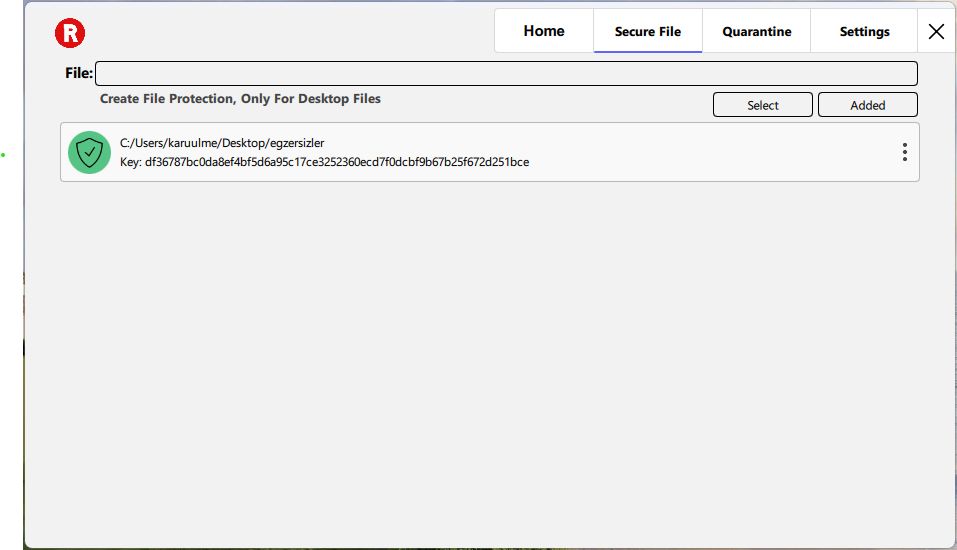 R
Home
Secure File
Quarantine
Settings
File:
Create File Protection, Only For Desktop Files
Select
Added
C:/Users/karuulme/Desktop/egzersizler
Key: df36787bc0da8ef4bf5d6a95c17ce3252360ecd7f0dcbf9b67b25f672d251bce